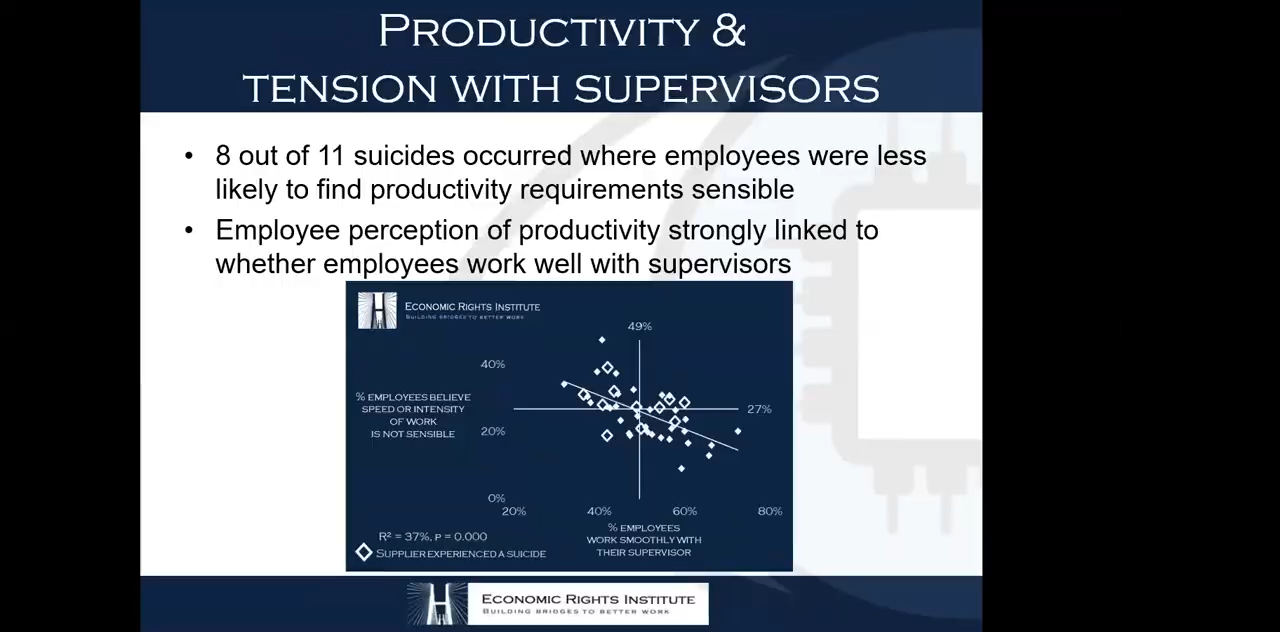 PRODUCTIVITY &
TENSION WITH SUPERVISORS
• 8 out of 11 suicides occurred where employees were less
likely to find productivity requirements sensible
• Employee perception of productivity strongly linked to
whether employees work well with supervisors
ECONOMIC RIGHTS INSTITUTE
BUILDING BRIDGES TO BETTER WORK
49%
40%
% EMPLOYEES BELIEVE
SPEED OR INTENSITY
OF WORK
IS NOT SENSIBLE
27%
20%
0%
20%
40%
60%
80%
% EMPLOYEES
WORK SMOOTHLY WITH
THEIR SUPERVISOR
R² = 37%, P = 0.000
SUPPLIER EXPERIENCED A SUICIDE
ECONOMIC RIGHTS INSTITUTE
BUILDING BRIDGES TO BETTER WORK